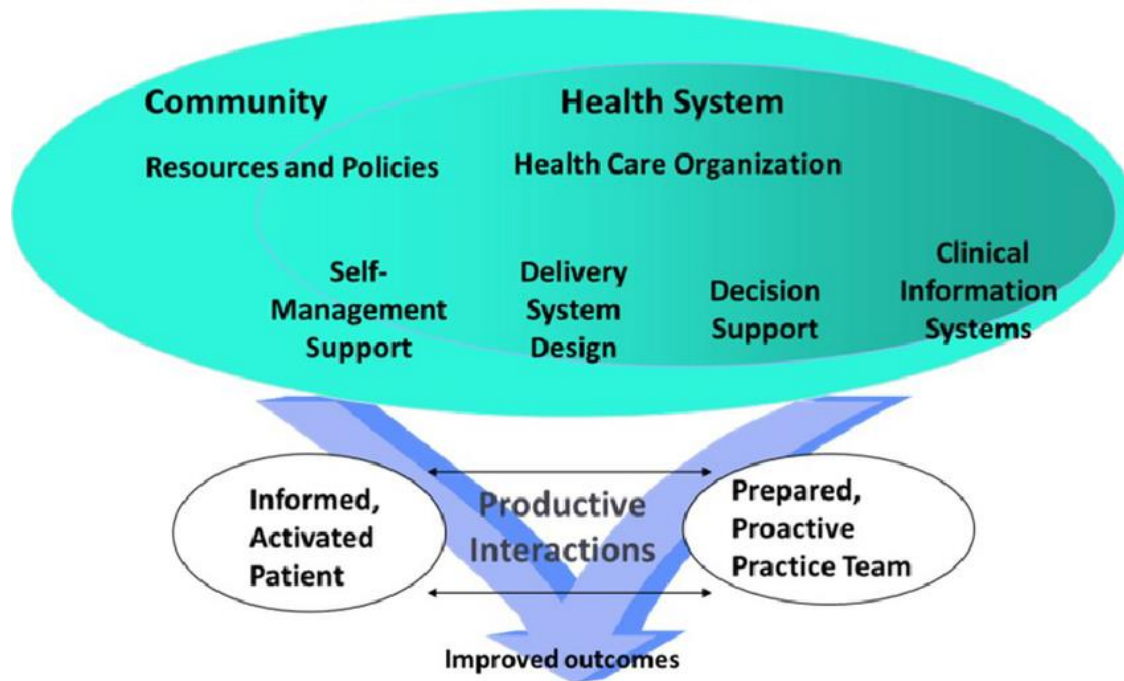 Community
Health System
Resources and Policies
Health Care Organization
Self-
Management
Support
Delivery
System
Design
Decision
Support
Clinical
Information
Systems
Informed,
Activated
Patient
Productive
Interactions
Prepared,
Proactive
Practice Team
Improved outcomes